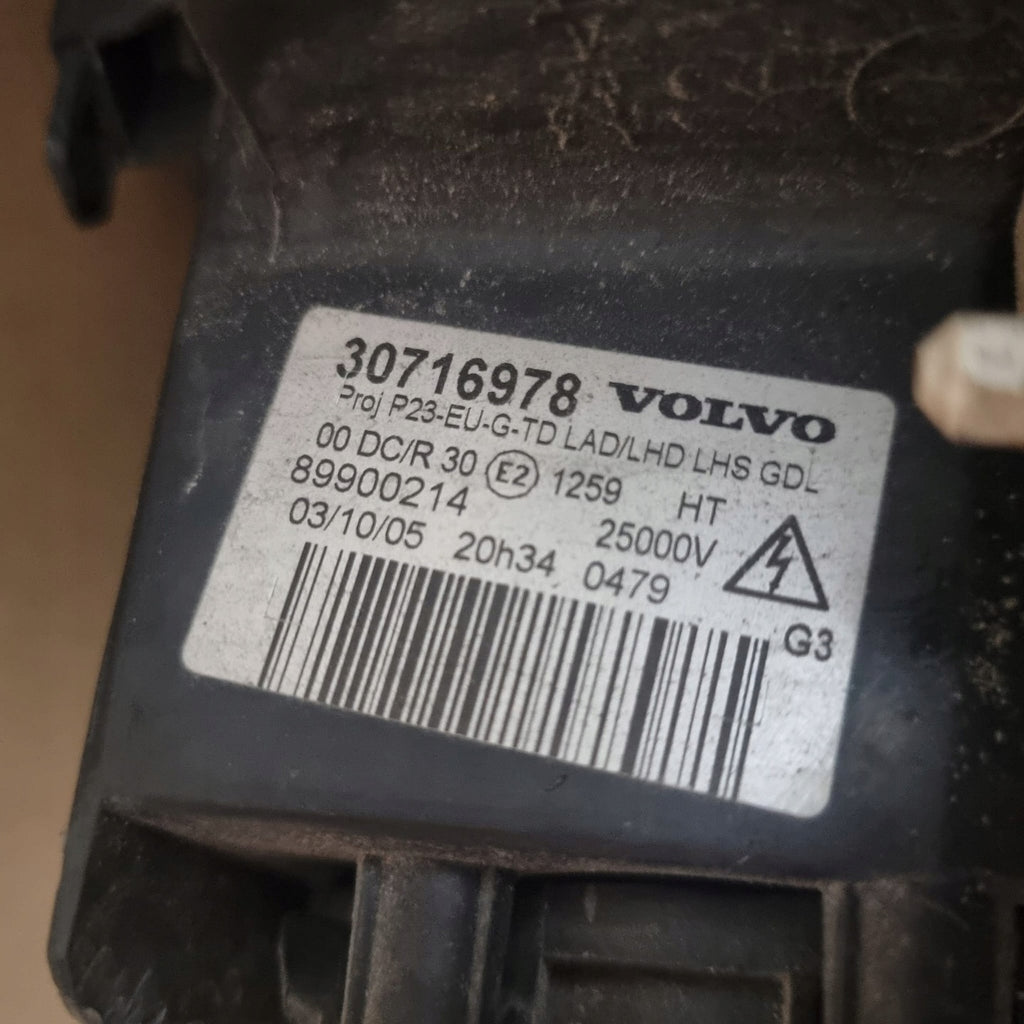 30716978 VOLVO
Proj P23-EU-G-TD LAD/LHD LHS GDL
00 DC/R 30 E2 1259 HT
89900214 25000V
03/10/05 20h34 0479
G3